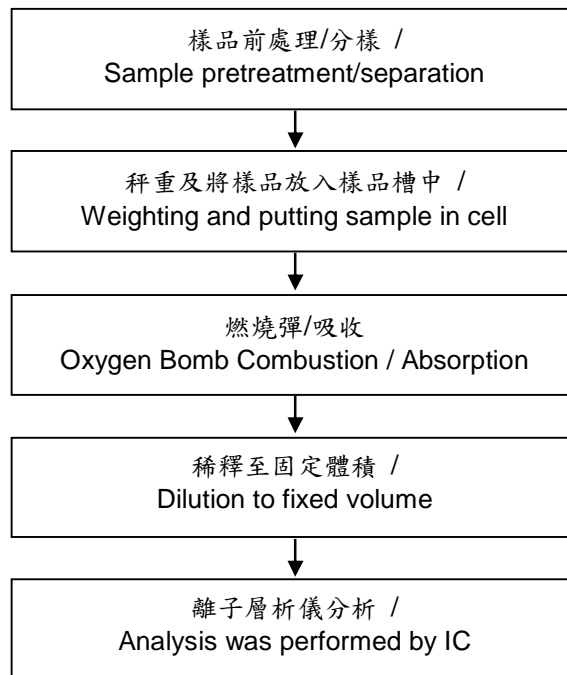 樣品前處理/分樣 /
Sample pretreatment/separation
秤重及將樣品放入樣品槽中 /
Weighting and putting sample in cell
燃燒彈/吸收
Oxygen Bomb Combustion / Absorption
稀釋至固定體積 /
Dilution to fixed volume
離子層析儀分析 /
Analysis was performed by IC